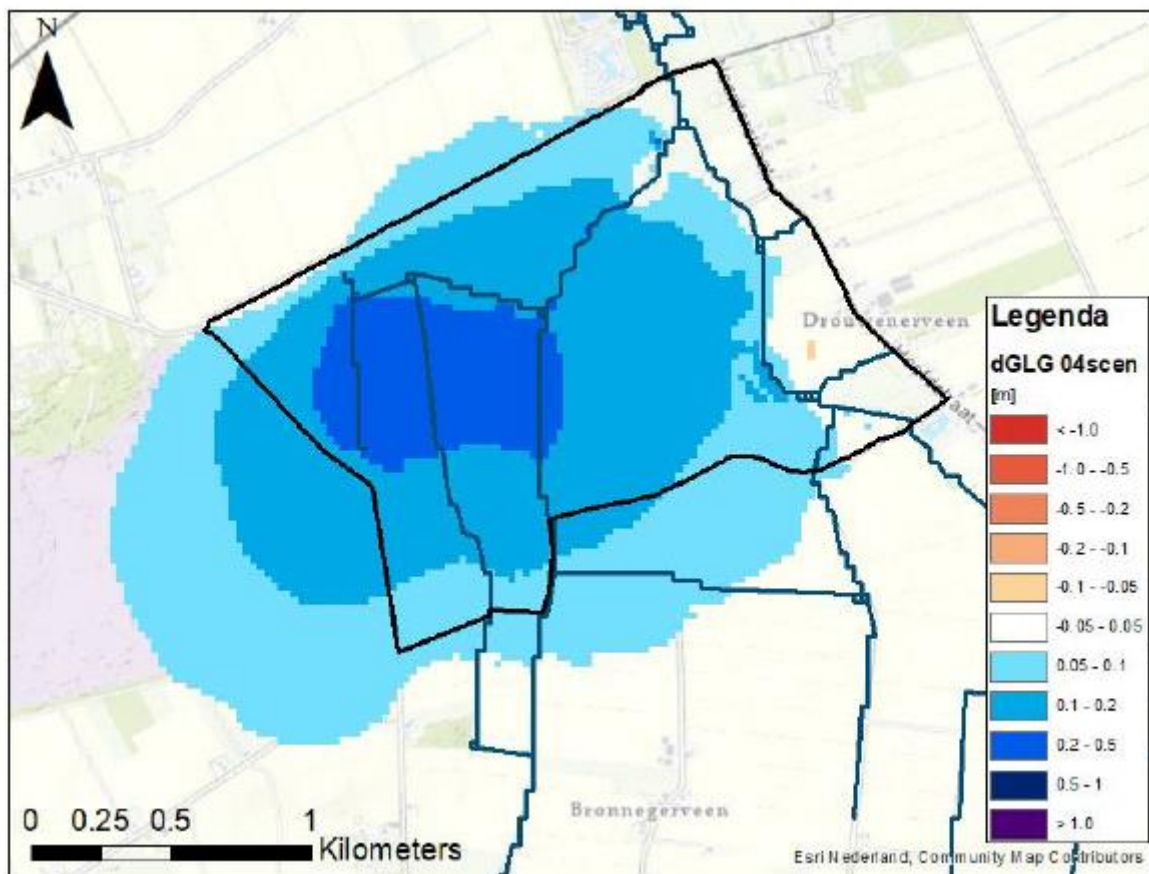 N
Drouwenerveen
Legenda
dGLG 04scen
[m]
< -1.0
-1.0 - -0.5
-0.5 - -0.2
-0.2 - -0.1
-0.1 - -0.05
-0.05 - 0.05
0.05 - 0.1
0.1 - 0.2
0.2 - 0.5
0.5 - 1
> 1.0
Bronnegerveen
0 0.25 0.5 1
Kilometers
Esri Nederland, Community Map Contributors